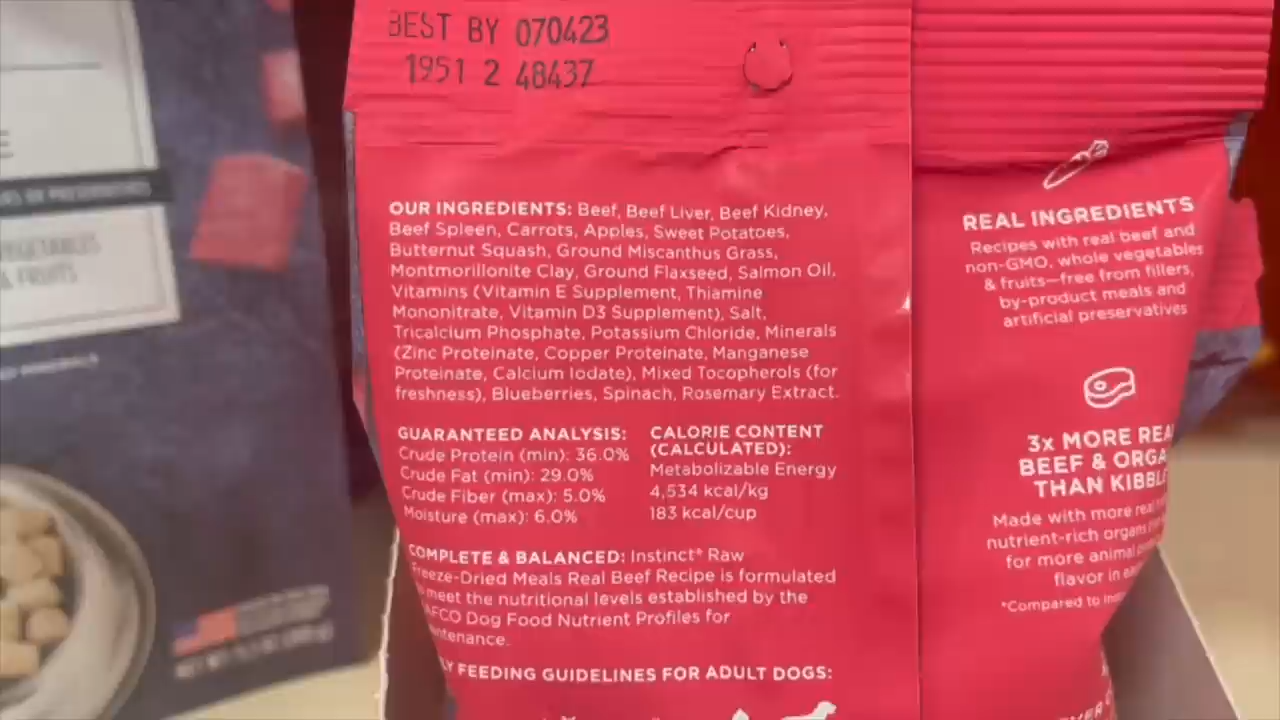 BEST BY 070423
1951 2 48437
OUR INGREDIENTS: Beef, Beef Liver, Beef Kidney,
Beef Spleen, Carrots, Apples, Sweet Potatoes,
Butternut Squash, Ground Miscanthus Grass,
Montmorillonite Clay, Ground Flaxseed, Salmon Oil,
Vitamins (Vitamin E Supplement, Thiamine
Mononitrate, Vitamin D3 Supplement), Salt,
Tricalcium Phosphate, Potassium Chloride, Minerals
(Zinc Proteinate, Copper Proteinate, Manganese
Proteinate, Calcium Iodate), Mixed Tocopherols (for
freshness), Blueberries, Spinach, Rosemary Extract.
GUARANTEED ANALYSIS:
Crude Protein (min): 36.0%
Crude Fat (min): 29.0%
Crude Fiber (max): 5.0%
Moisture (max): 6.0%
CALORIE CONTENT
(CALCULATED):
Metabolizable Energy
4,534 kcal/kg
183 kcal/cup
COMPLETE & BALANCED: Instinct® Raw
Freeze-Dried Meals Real Beef Recipe is formulated
meet the nutritional levels established by the
AFCO Dog Food Nutrient Profiles for
ntenance.
LY FEEDING GUIDELINES FOR ADULT DOGS:
REAL INGREDIENTS
Recipes with real beef and
non-GMO, whole vegetables
& fruits—free from fillers,
by-product meals and
artificial preservatives
3x MORE REA
BEEF & ORGA
THAN KIBBLE
Made with more real
nutrient-rich organs
for more animal
flavor in
*Compared to
VEGETABLES
& FRUITS